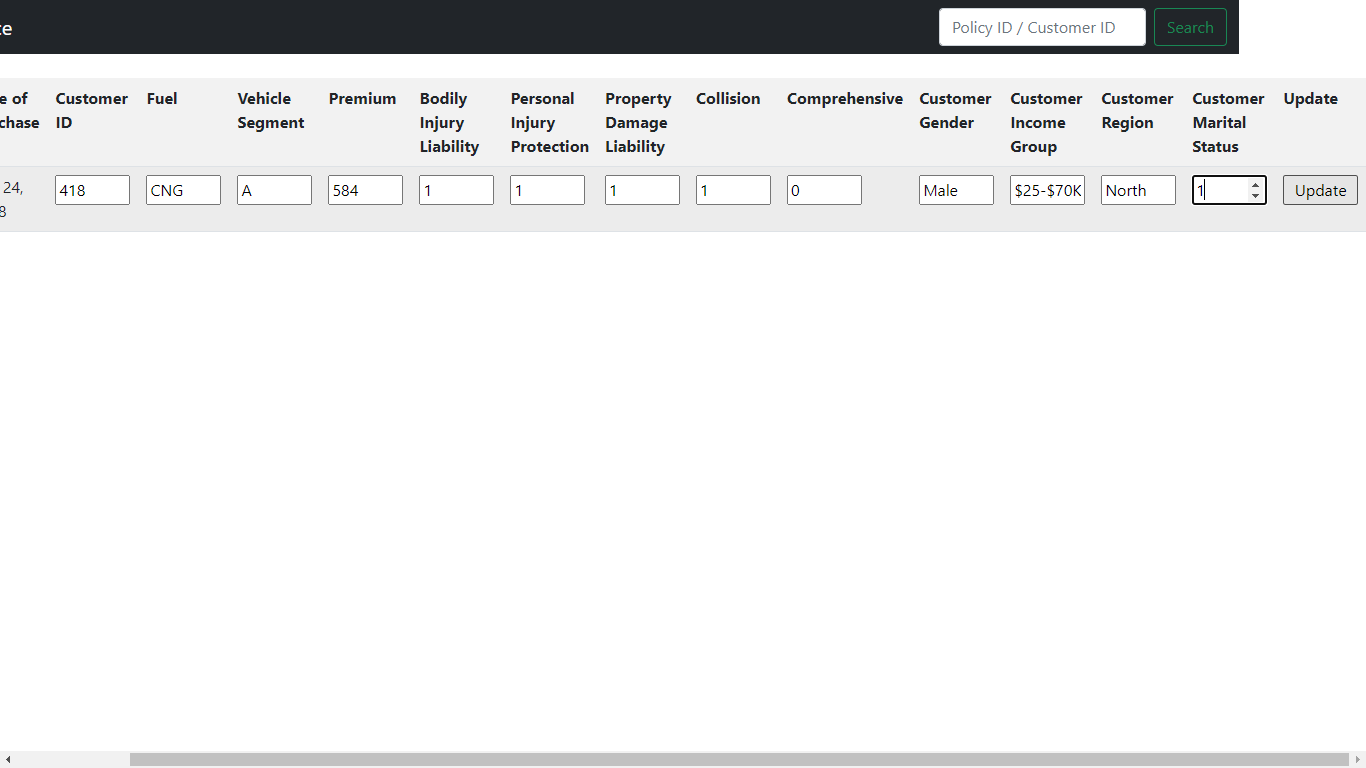 ce
Policy ID / Customer ID
Search
e of
chase
Customer
ID
Fuel
Vehicle
Segment
Premium
Bodily
Injury
Liability
Personal
Injury
Protection
Property
Damage
Liability
Collision
Comprehensive
Customer
Gender
Customer
Income
Group
Customer
Region
Customer
Marital
Status
Update
24,
8
418
CNG
A
584
1
1
1
1
0
Male
$25-$70K
North
1
Update